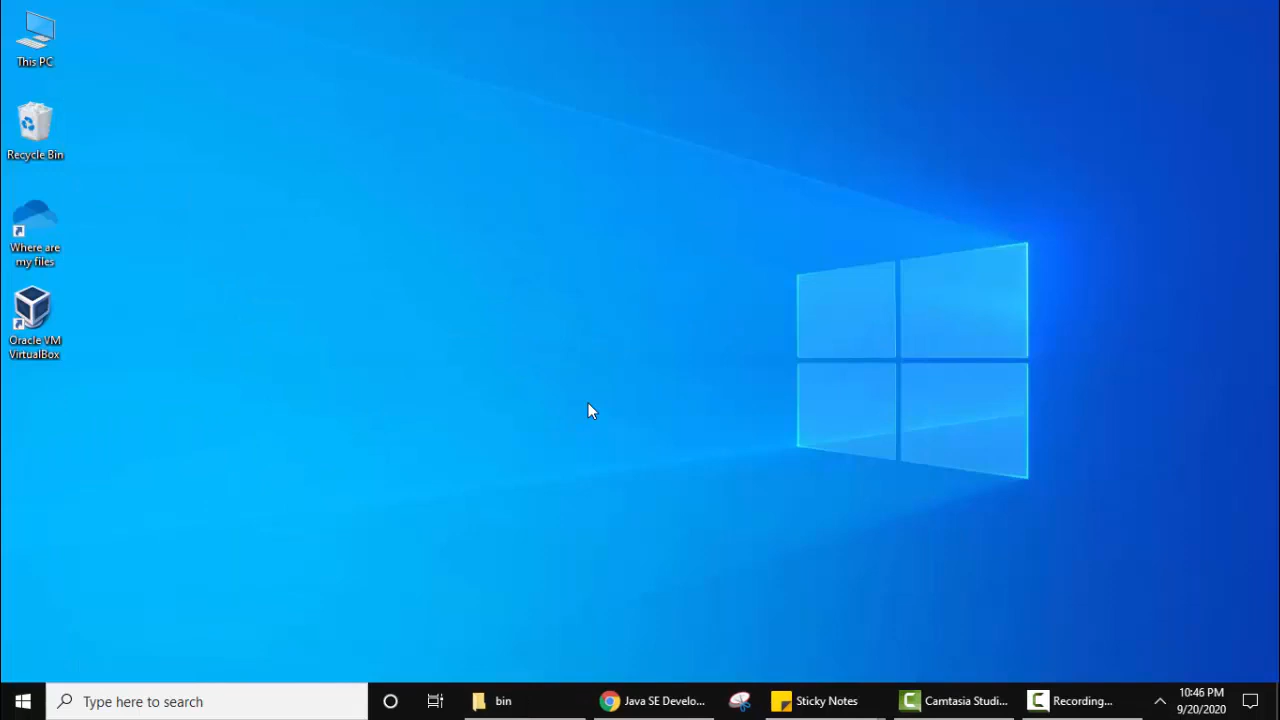 This PC
Recycle Bin
Where are
my files
Oracle VM
VirtualBox
Type here to search
bin
Java SE Develo...
Sticky Notes
Camtasia Studi...
Recording...
10:46 PM
9/20/2020